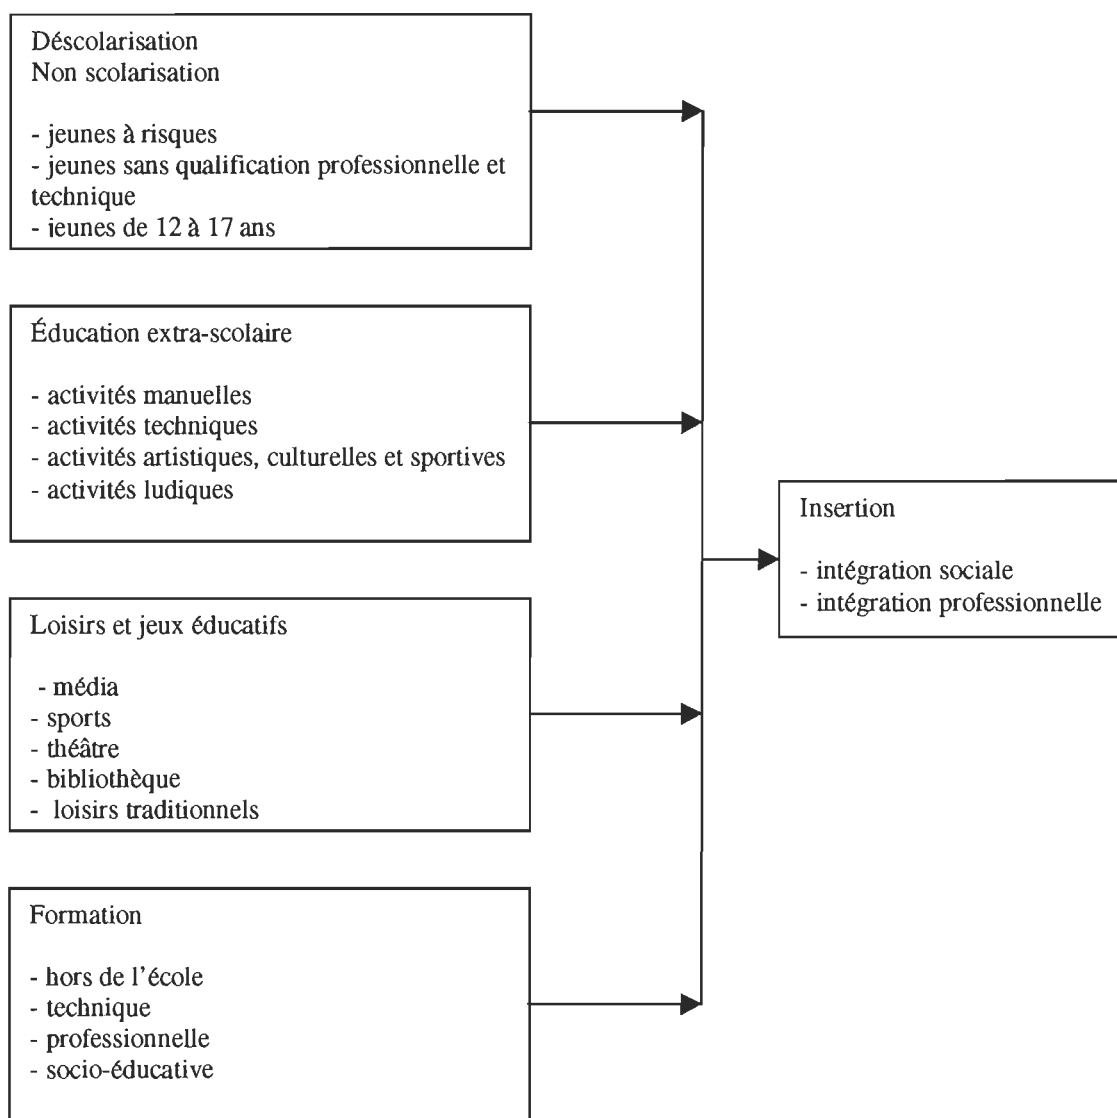 Déscolarisation
Non scolarisation
- jeunes à risques
- jeunes sans qualification professionnelle et
technique
- jeunes de 12 à 17 ans
Éducation extra-scolaire
- activités manuelles
- activités techniques
- activités artistiques, culturelles et sportives
- activités ludiques
Loisirs et jeux éducatifs
- média
- sports
- théâtre
- bibliothèque
- loisirs traditionnels
Formation
- hors de l'école
- technique
- professionnelle
- socio-éducative
Insertion
- intégration sociale
- intégration professionnelle